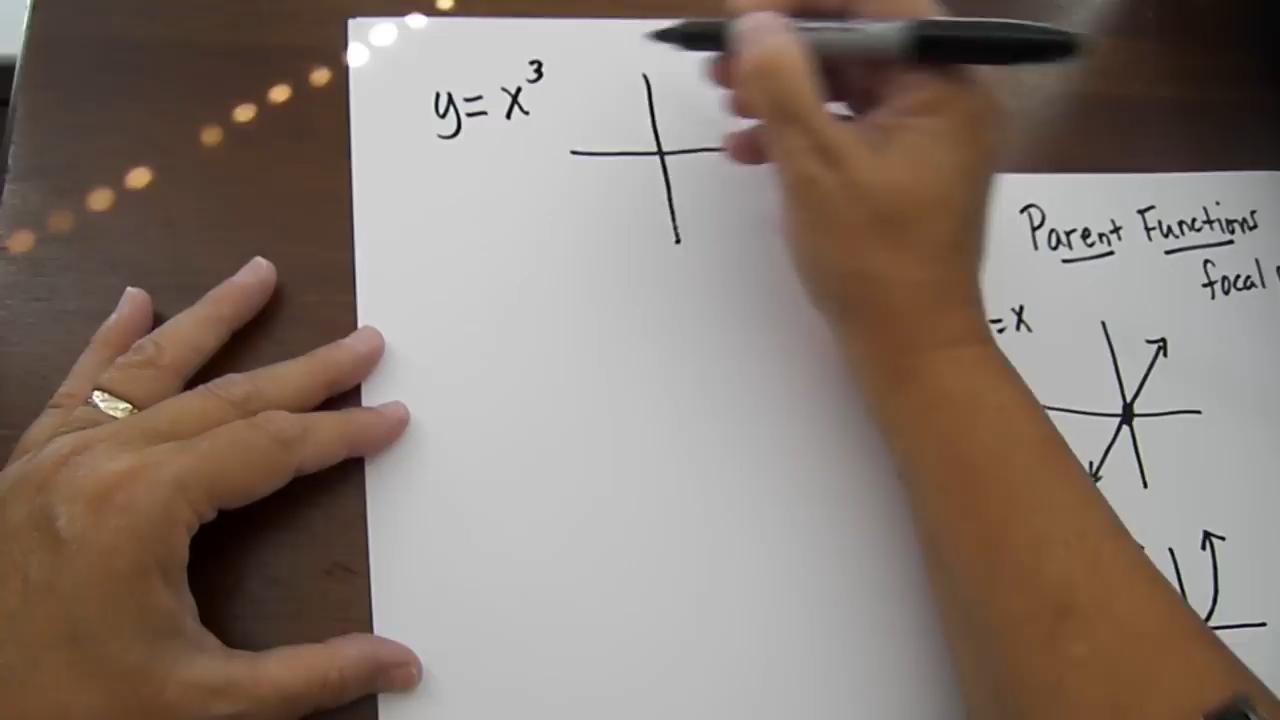 y = x³
Parent Functions
focal
= x